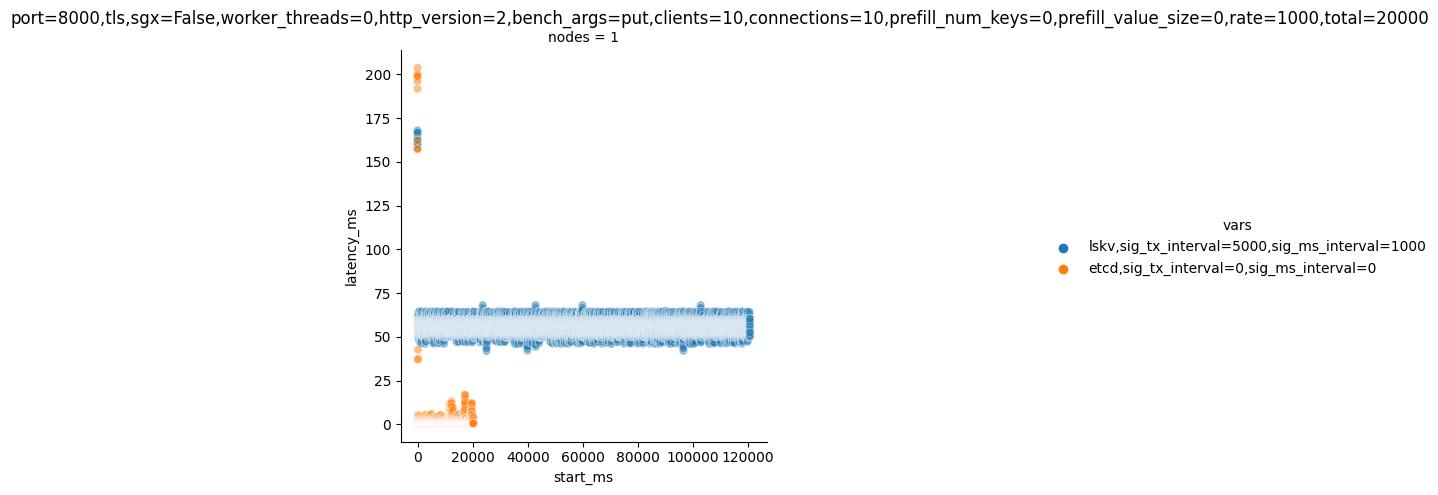 port=8000,tls,sgx=False,worker_threads=0,http_version=2,bench_args=put,clients=10,connections=10,prefill_num_keys=0,prefill_value_size=0,rate=1000,total=20000
nodes = 1
200
175
150
125
100
75
50
25
0
latency_ms
0 20000 40000 60000 80000 100000 120000
start_ms
vars
lskv,sig_tx_interval=5000,sig_ms_interval=1000
etcd,sig_tx_interval=0,sig_ms_interval=0